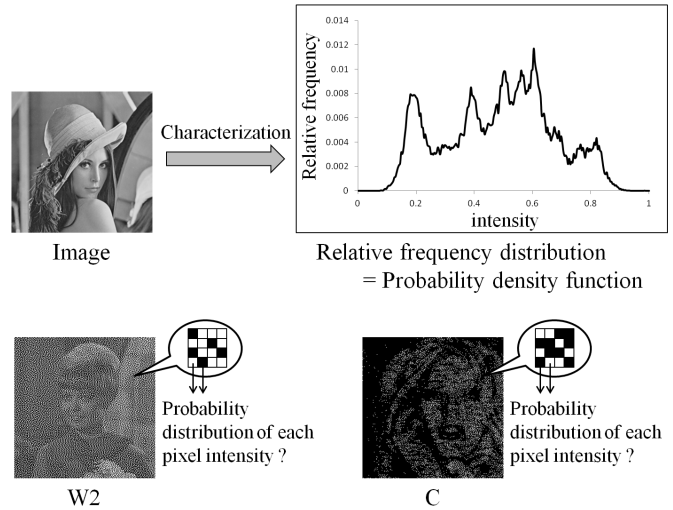 0.014
0.012
0.01
0.008
0.006
0.004
0.002
0
Relative frequency
0.2
0.4
0.6
0.8
1
intensity
Characterization
Image
Relative frequency distribution
= Probability density function
Probability
distribution of each
pixel intensity ?
W2
Probability
distribution of each
pixel intensity ?
C